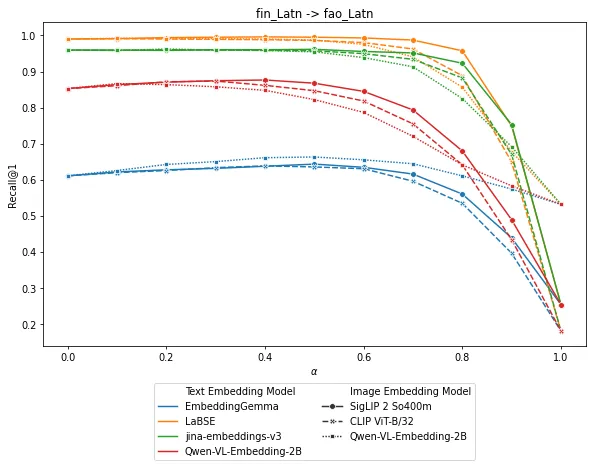 fin_Latn -> fao_Latn
1.0
0.9
0.8
0.7
0.6
0.5
0.4
0.3
0.2
Recall@1
0.0 0.2 0.4 0.6 0.8 1.0
α
Text Embedding Model Image Embedding Model
EmbeddingGemma SigLIP 2 So400m
LaBSE CLIP ViT-B/32
jina-embeddings-v3 Qwen-VL-Embedding-2B
Qwen-VL-Embedding-2B